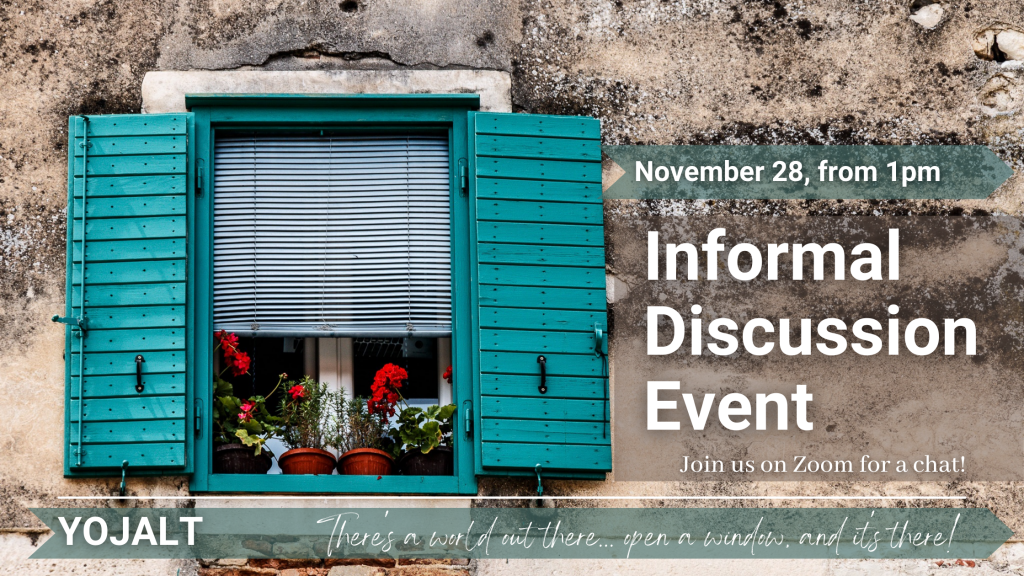 November 28, from 1pm
Informal
Discussion
Event
Join us on Zoom for a chat!
YOJALT
There's a world out there... open a window, and it's there!